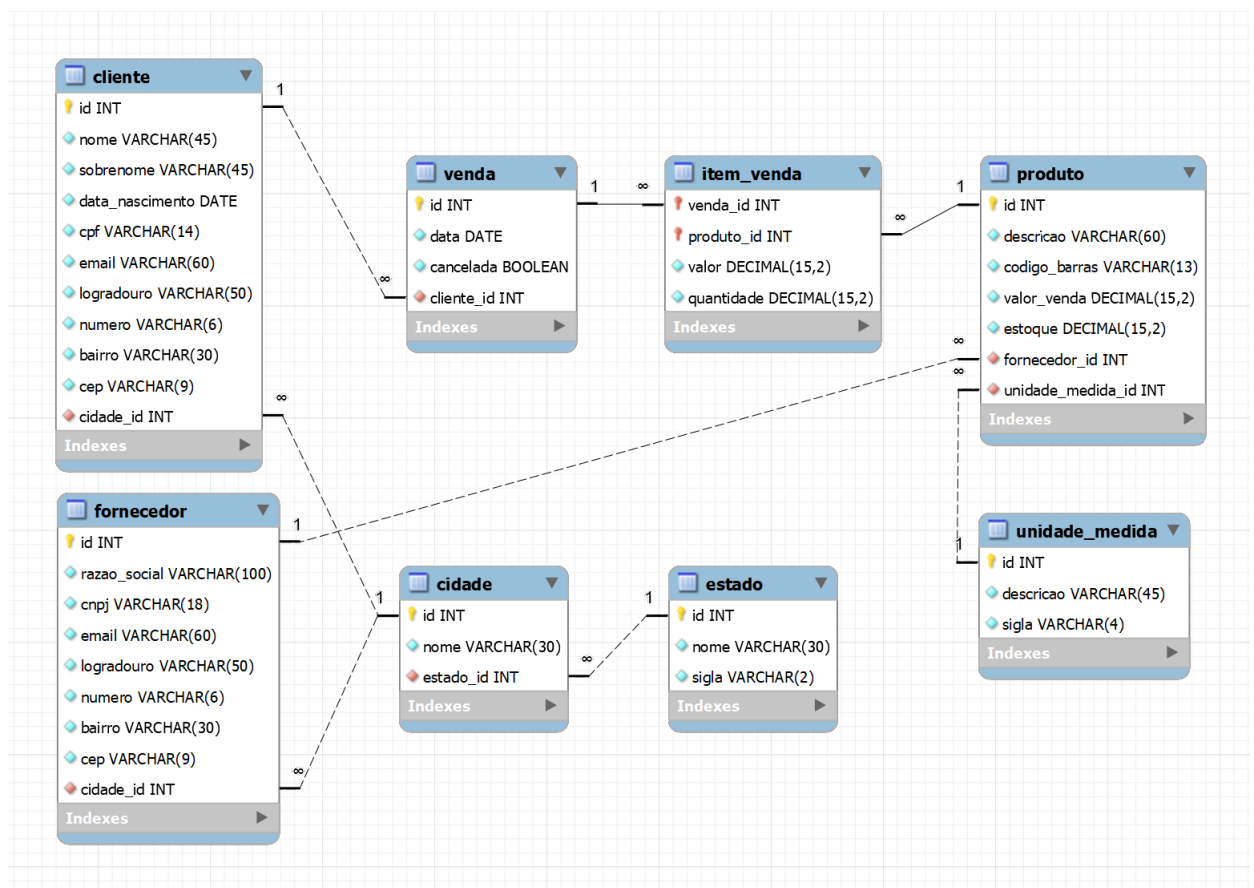 cliente
id INT
nome VARCHAR(45)
sobrenome VARCHAR(45)
data_nascimento DATE
cpf VARCHAR(14)
email VARCHAR(60)
logradouro VARCHAR(50)
numero VARCHAR(6)
bairro VARCHAR(30)
cep VARCHAR(9)
cidade_id INT
Indexes
1
∞
venda
id INT
data DATE
cancelada BOOLEAN
cliente_id INT
Indexes
∞
1
∞
item_venda
venda_id INT
produto_id INT
valor DECIMAL(15,2)
quantidade DECIMAL(15,2)
Indexes
∞
1
produto
id INT
descricao VARCHAR(60)
codigo_barras VARCHAR(13)
valor_venda DECIMAL(15,2)
estoque DECIMAL(15,2)
fornecedor_id INT
unidade_medida_id INT
Indexes
∞
∞
fornecedor
id INT
razao_social VARCHAR(100)
cnpj VARCHAR(18)
email VARCHAR(60)
logradouro VARCHAR(50)
numero VARCHAR(6)
bairro VARCHAR(30)
cep VARCHAR(9)
cidade_id INT
Indexes
1
∞
1
cidade
id INT
nome VARCHAR(30)
estado_id INT
Indexes
∞
1
estado
id INT
nome VARCHAR(30)
sigla VARCHAR(2)
Indexes
1
unidade_medida
id INT
descricao VARCHAR(45)
sigla VARCHAR(4)
Indexes